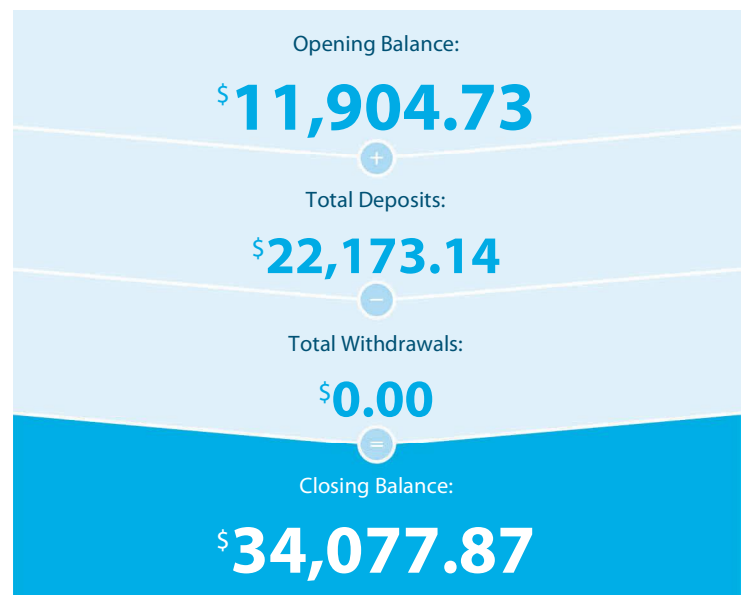 Opening Balance:
$11,904.73
+
Total Deposits:
$22,173.14
−
Total Withdrawals:
$0.00
=
Closing Balance:
$34,077.87